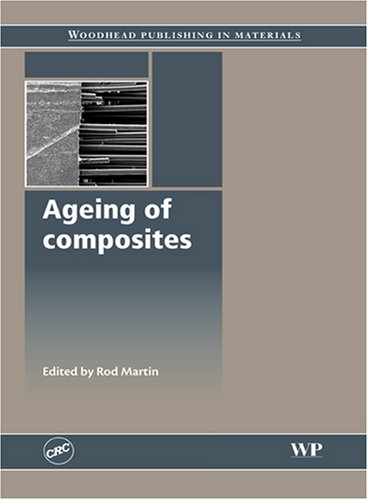 WOODHEAD PUBLISHING IN MATERIALS
Ageing of
composites
Edited by Rod Martin
CRC
WP